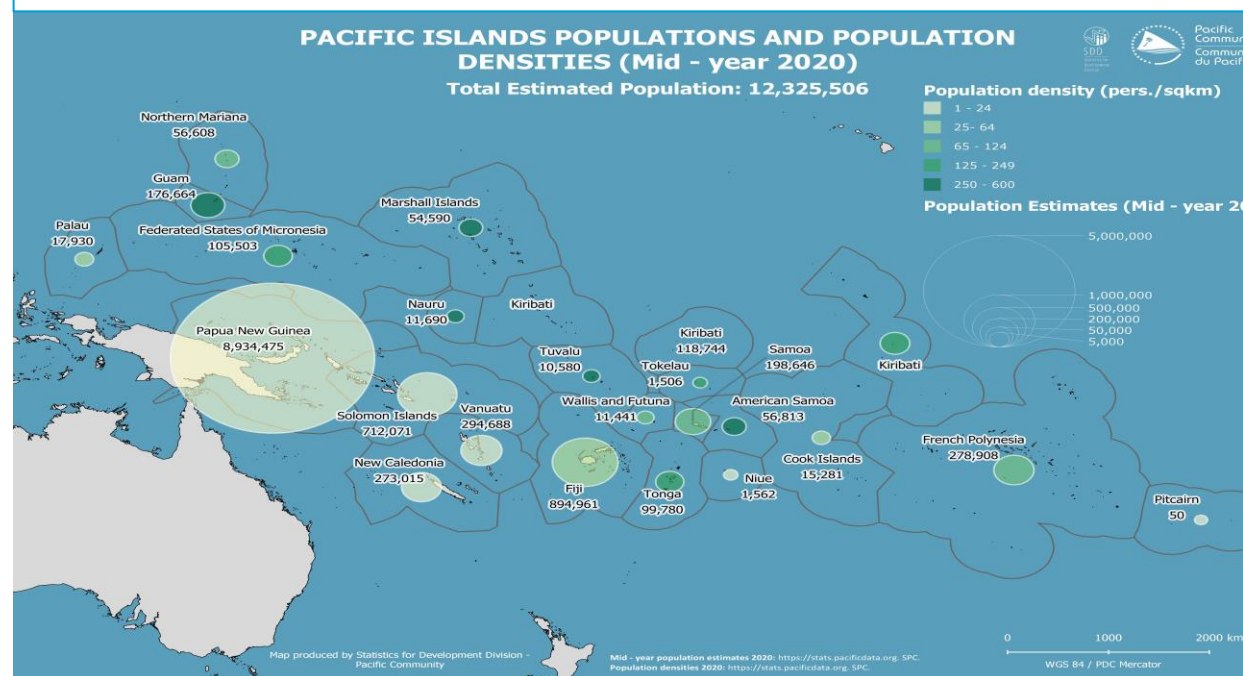 PACIFIC ISLANDS POPULATIONS AND POPULATION
DENSITIES (Mid - year 2020)
Total Estimated Population: 12,325,506
SDD
Pacific
Commun
Commun
du Pacif
Population density (pers./sqkm)
1 - 24
25- 64
65 - 124
125 - 249
250 - 600
Population Estimates (Mid - year 20
5,000,000
1,000,000
500,000
200,000
50,000
5,000
Northern Mariana
56,608
Guam
176,664
Palau
17,930
Federated States of Micronesia
105,503
Marshall Islands
54,590
Nauru
11,690
Kiribati
Papua New Guinea
8,934,475
Kiribati
118,744
Samoa
198,646
Kiribati
Tuvalu
10,580
Tokelau
1,506
Solomon Islands
712,071
Vanuatu
294,688
Wallis and Futuna
11,441
American Samoa
56,813
New Caledonia
273,015
Fiji
894,961
Tonga
99,780
Niue
1,562
Cook Islands
15,281
French Polynesia
278,908
Pitcairn
50
Map produced by Statistics for Development Division -
Pacific Community
Mid - year population estimates 2020: https://stats.pacificdata.org. SPC.
Population densities 2020: https://stats.pacificdata.org. SPC.
0 1000 2000 km
WGS 84 / PDC Mercator